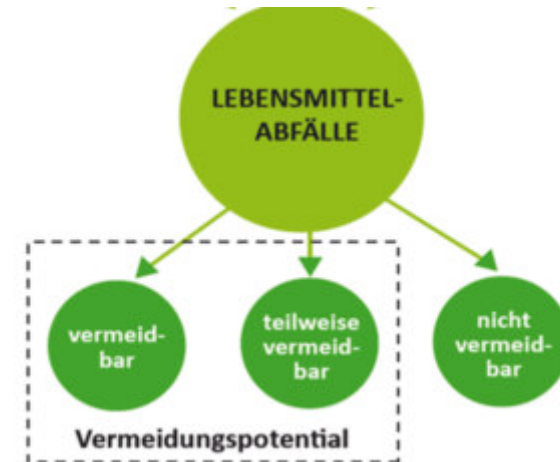 LEBENSMITTEL-
ABFÄLLE
vermeid-
bar
teilweise
vermeid-
bar
nicht
vermeid-
bar
Vermeidungspotential